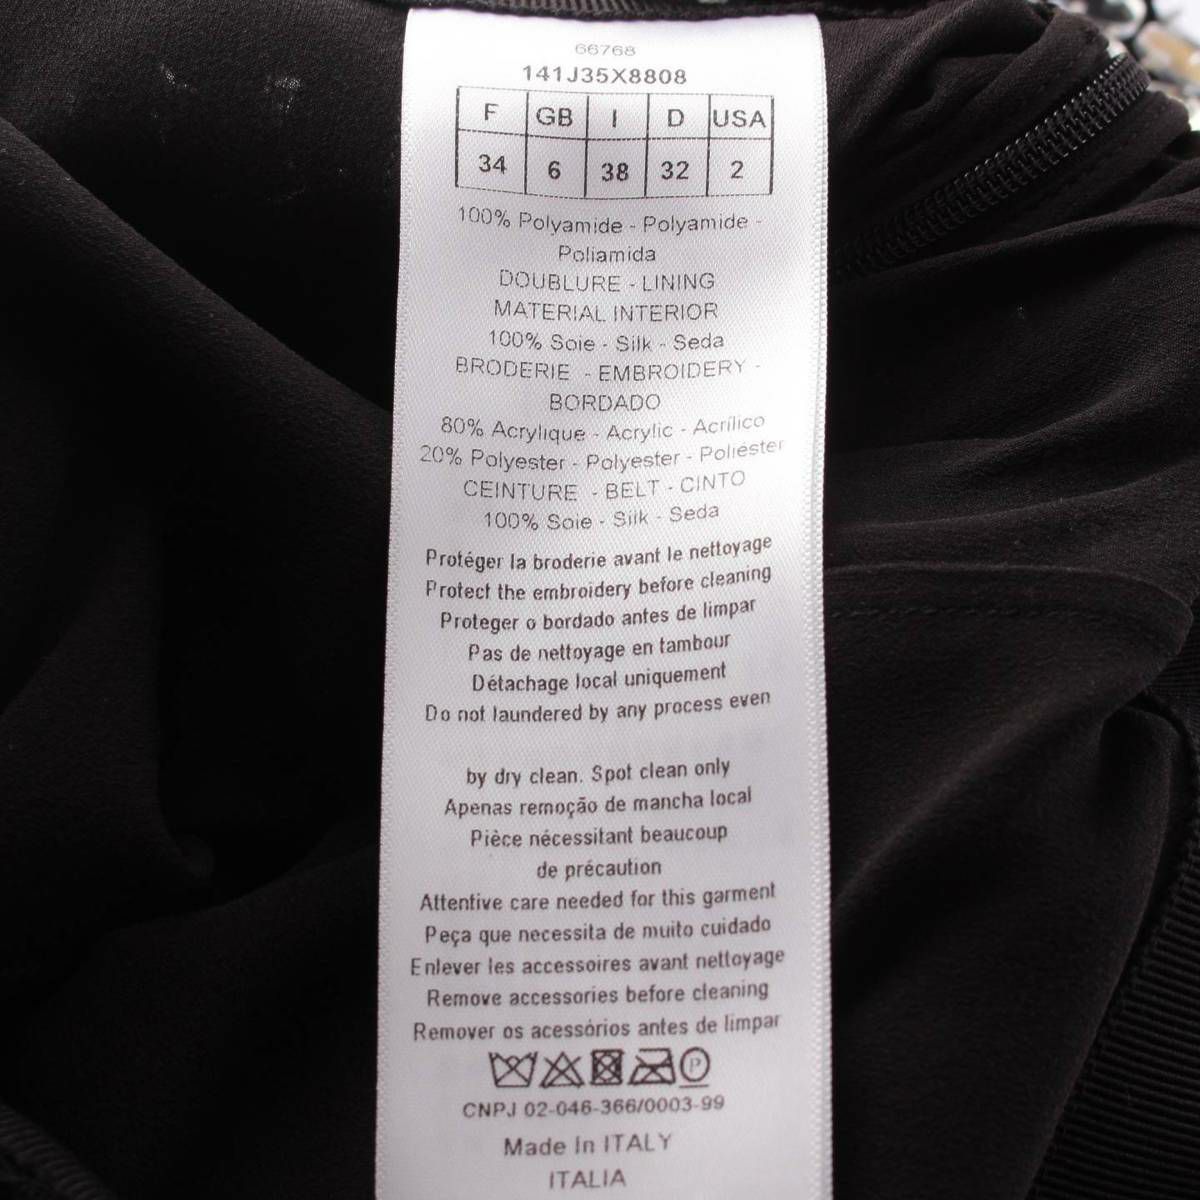 66768
141J35X8808
F GB I D USA
34 6 38 32 2
100% Polyamide - Polyamide -
Poliamida
DOUBLURE - LINING
MATERIAL INTERIOR
100% Soie - Silk - Seda
BRODERIE - EMBROIDERY -
BORDADO
80% Acrylique - Acrylic - Acrílico
20% Polyester - Polyester - Poliéster
CEINTURE - BELT - CINTO
100% Soie - Silk - Seda
Protéger la broderie avant le nettoyage
Protect the embroidery before cleaning
Proteger o bordado antes de limpar
Pas de nettoyage en tambour
Détachage local uniquement
Do not laundered by any process even
by dry clean. Spot clean only
Apenas remoção de mancha local
Pièce nécessitant beaucoup
de précaution
Attentive care needed for this garment
Peça que necessita de muito cuidado
Enlever les accessoires avant nettoyage
Remove accessories before cleaning
Remover os acessórios antes de limpar
P
CNPJ 02-046-366/0003-99
Made In ITALY
ITALIA